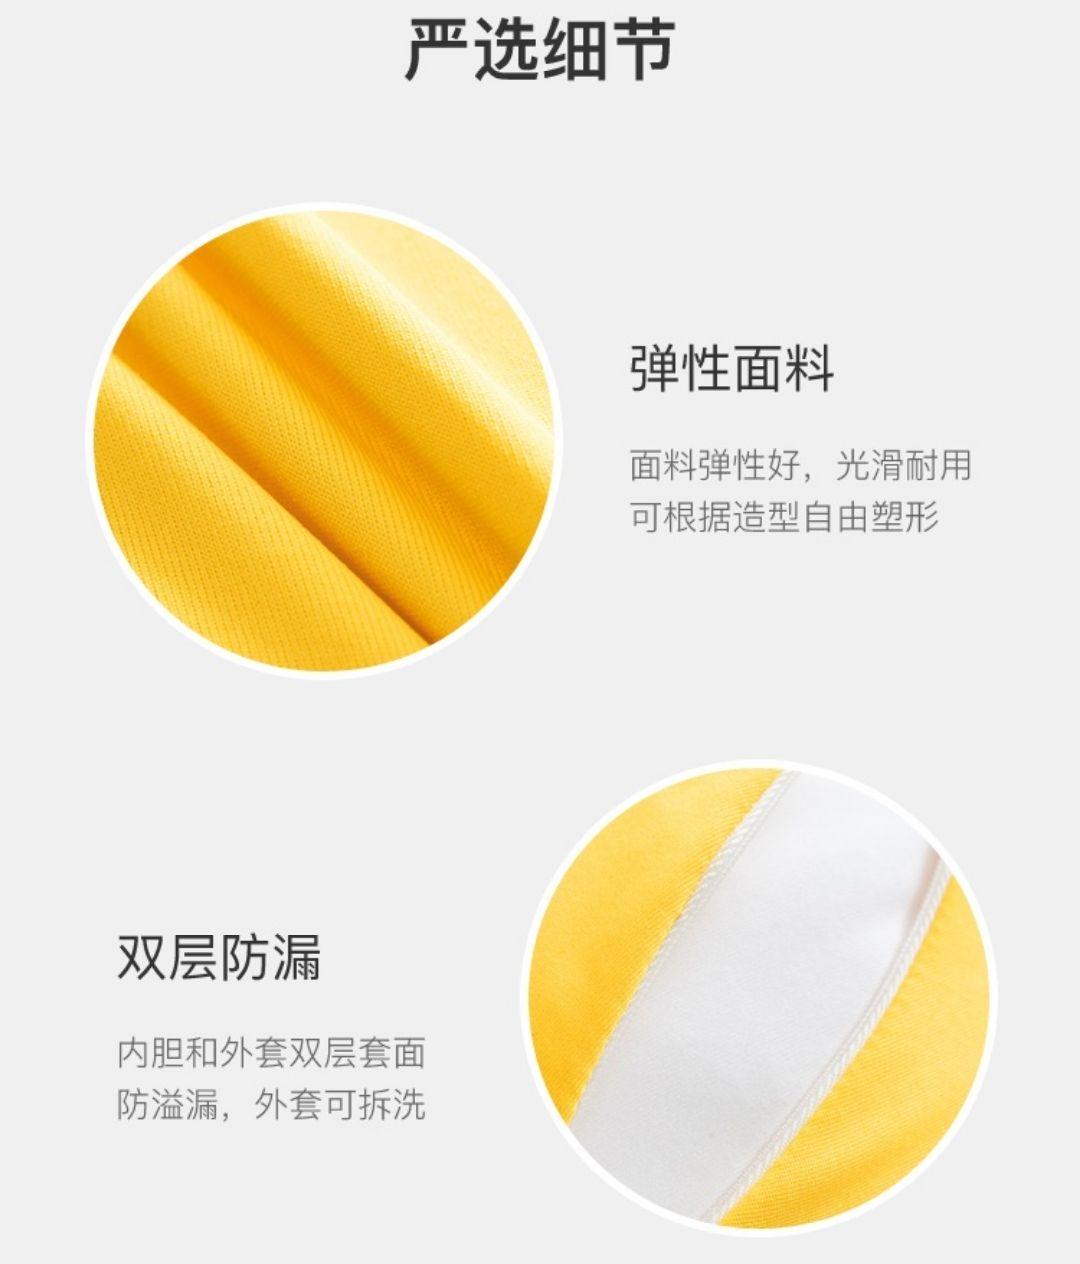 严选细节
弹性面料
面料弹性好，光滑耐用
可根据造型自由塑形
双层防漏
内胆和外套双层套面
防溢漏，外套可拆洗